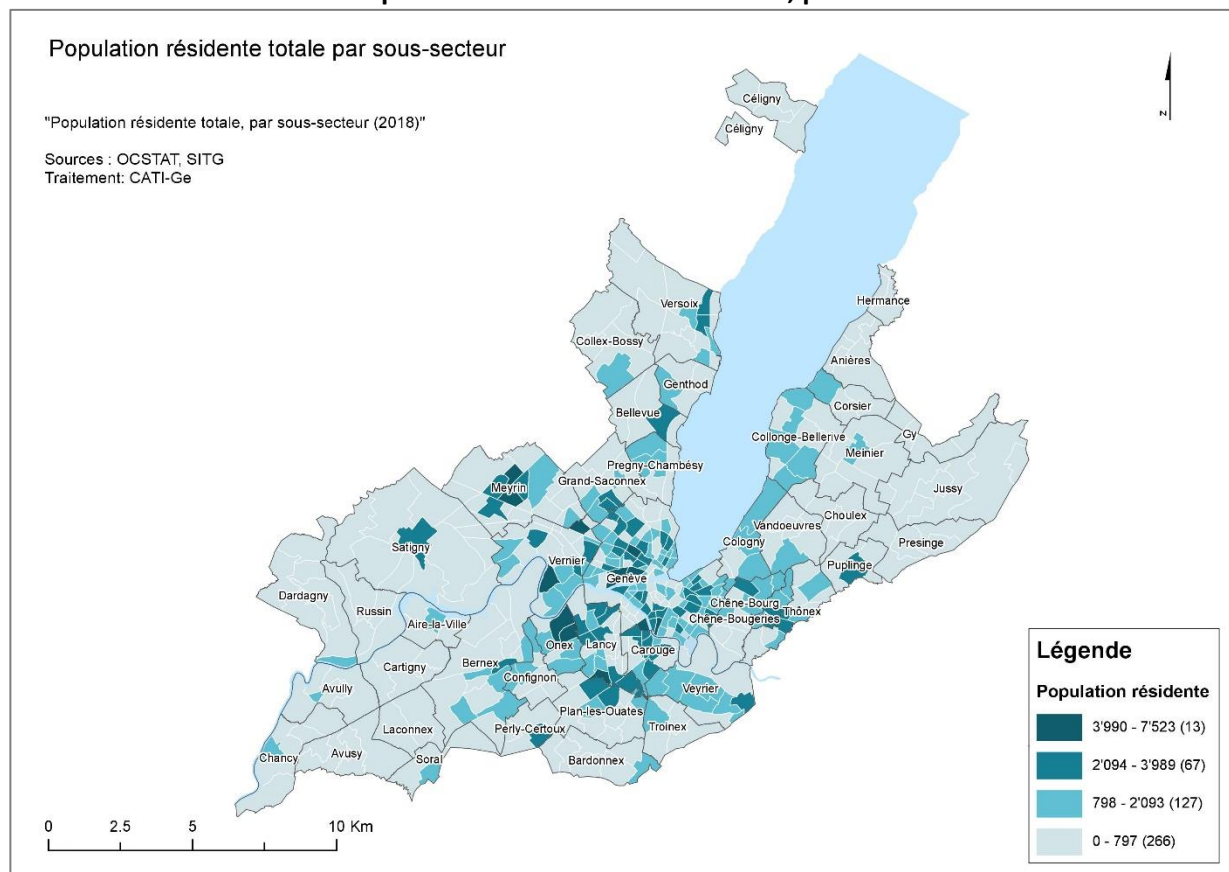 Population résidente totale par sous-secteur
"Population résidente totale, par sous-secteur (2018)"
Sources : OCSTAT, SITG
Traitement: CATI-Ge
N
Céligny
Céligny
Hermance
Versoix
Collex-Bossy
Anières
Genthod
Corsier
Bellevue
Collonge-Bellerive
Gy
Meinier
Pregny-Chambésy
Grand-Saconnex
Meyrin
Jussy
Choulex
Vandoeuvres
Satigny
Cologny
Presinge
Vernier
Puplinge
Genève
Dardagny
Chêne-Bourg
Thônex
Russin
Aire-la-Ville
Chêne-Bougeries
Onex
Lancy
Carouge
Bernex
Cartigny
Confignon
Veyrier
Avully
Plan-les-Ouates
Laconnex
Perly-Certoux
Troinex
Avusy
Chancy
Soral
Bardonnex
0 2.5 5 10 Km
Légende
Population résidente
3'990 - 7'523 (13)
2'094 - 3'989 (67)
798 - 2'093 (127)
0 - 797 (266)